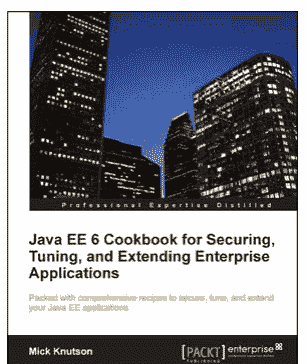 Professional Expertise Distilled
Java EE 6 Cookbook for Securing,
Tuning, and Extending Enterprise
Applications
Packed with comprehensive recipes to secure, tune, and extend
your Java EE applications
Mick Knutson
[PACKT] enterprise
PUBLISHING